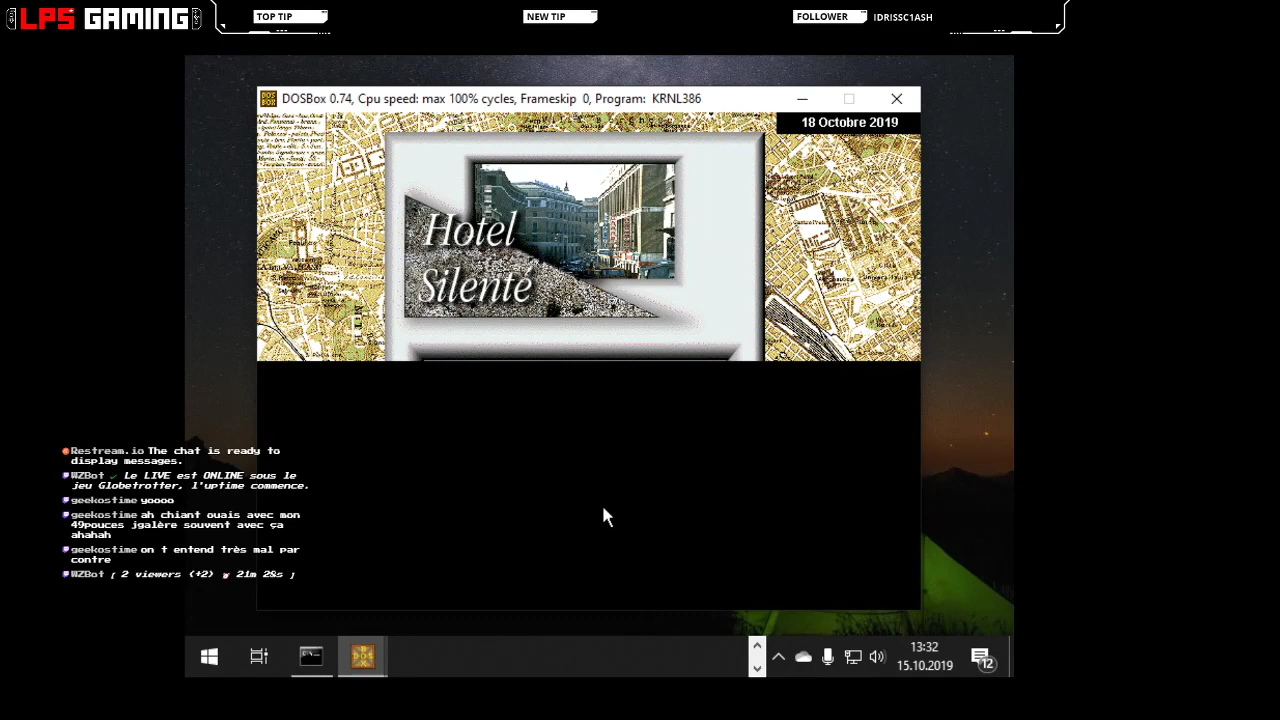 LPS GAMING
TOP TIP
NEW TIP
FOLLOWER
IDRISSC1ASH
DOSBox 0.74, Cpu speed: max 100% cycles, Frameskip 0, Program: KRNL386
18 Octobre 2019
Hotel
Silenté
Restream.io The chat is ready to
display messages.
WZBot ✓ Le LIVE est ONLINE sous le
jeu Globetrotter, l'uptime commence.
geekostime yoooo
geekostime ah chiant ouais avec mon
49pouces jgalère souvent avec ça
ahahah
geekostime on t entend très mal par
contre
WZBot [ 2 viewers (+2) 21m 28s ]
13:32
15.10.2019
12